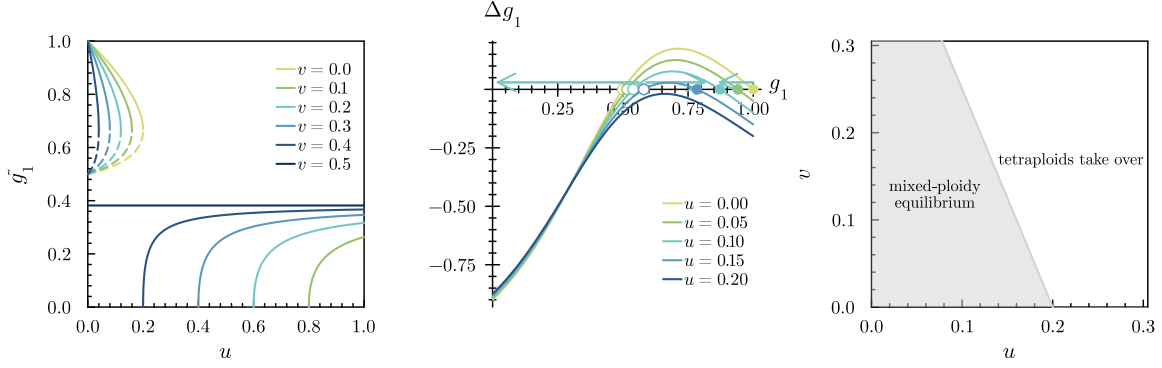 1.0
0.8
0.6
0.4
0.2
0.0
g̃₁
0.0 0.2 0.4 0.6 0.8 1.0
u
v = 0.0
v = 0.1
v = 0.2
v = 0.3
v = 0.4
v = 0.5
Δg₁
g₁
0.25 0.50 0.75 1.00
−0.25
−0.50
−0.75
u = 0.00
u = 0.05
u = 0.10
u = 0.15
u = 0.20
0.3
0.2
0.1
0.0
v
tetraploids take over
mixed-ploidy
equilibrium
0.0 0.1 0.2 0.3
u